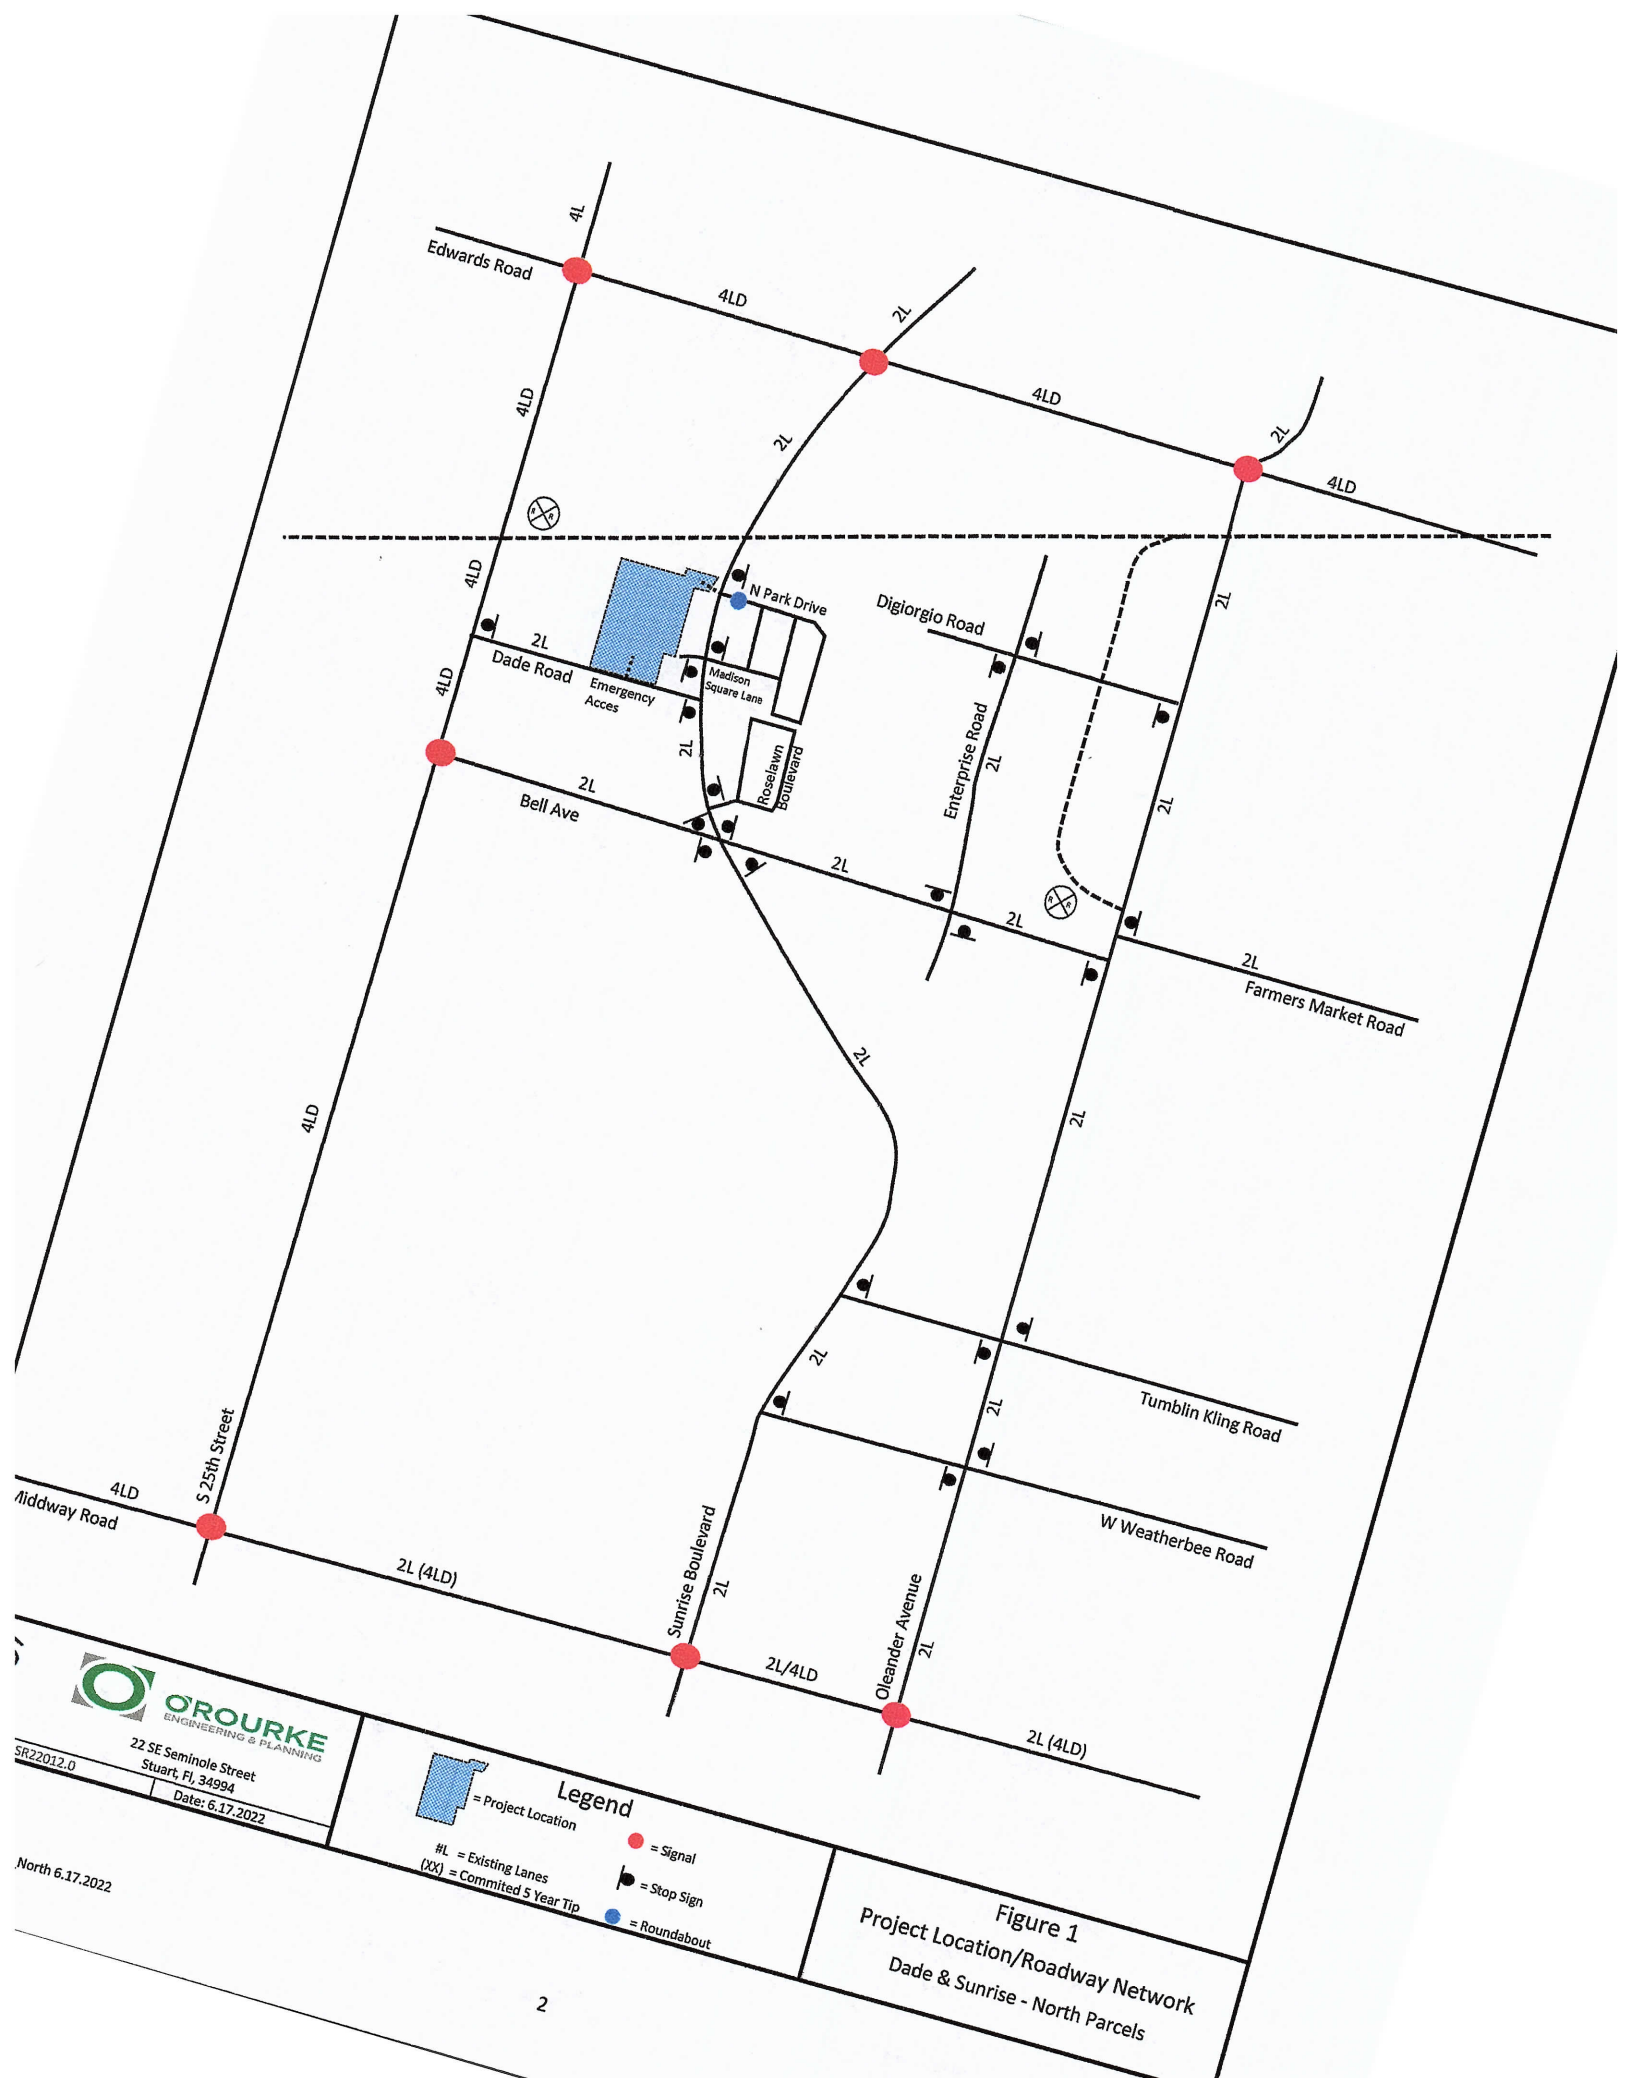 4L
Edwards Road
4LD
2L
4LD
2L
4LD
2L
4LD
4LD
R R
4LD
2L
N Park Drive
Digiorgio Road
2L
Dade Road
Emergency
Acces
Madison
Square Lane
4LD
2L
Roselawn
Boulevard
Enterprise Road
2L
2L
2L
Bell Ave
2L
R R
2L
2L
Farmers Market Road
2L
2L
4LD
2L
2L
Tumblin Kling Road
S 25th Street
4LD
Middway Road
W Weatherbee Road
2L (4LD)
Sunrise Boulevard
2L
Oleander Avenue
2L
2L/4LD
2L (4LD)
O'ROURKE
ENGINEERING & PLANNING
22 SE Seminole Street
Stuart, Fl, 34994
SR22012.0
Date: 6.17.2022
North 6.17.2022
Legend
= Project Location
#L = Existing Lanes
(XX) = Commited 5 Year Tip
= Signal
= Stop Sign
= Roundabout
Figure 1
Project Location/Roadway Network
Dade & Sunrise - North Parcels
2